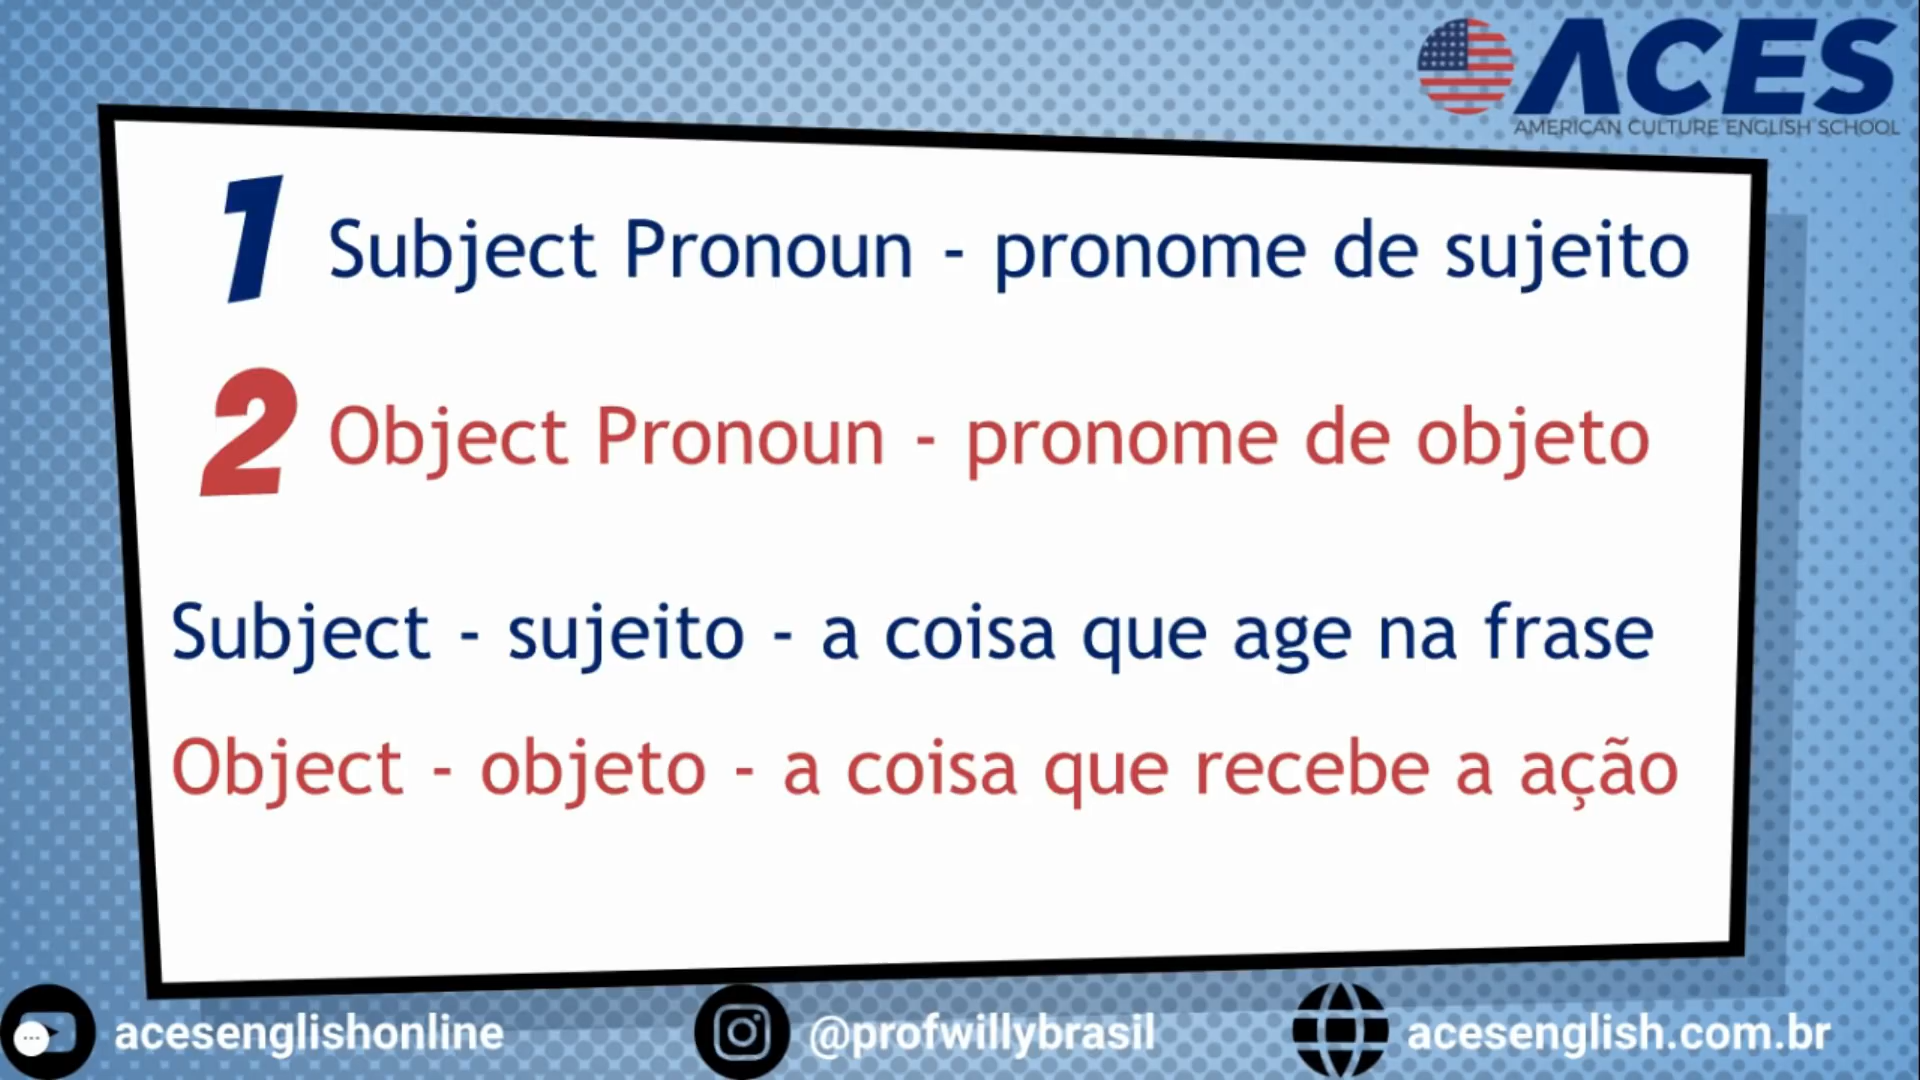 ACES
AMERICAN CULTURE ENGLISH SCHOOL
1 Subject Pronoun - pronome de sujeito
2 Object Pronoun - pronome de objeto
Subject - sujeito - a coisa que age na frase
Object - objeto - a coisa que recebe a ação
acesenglishonline @profwillybrasil acesenglish.com.br